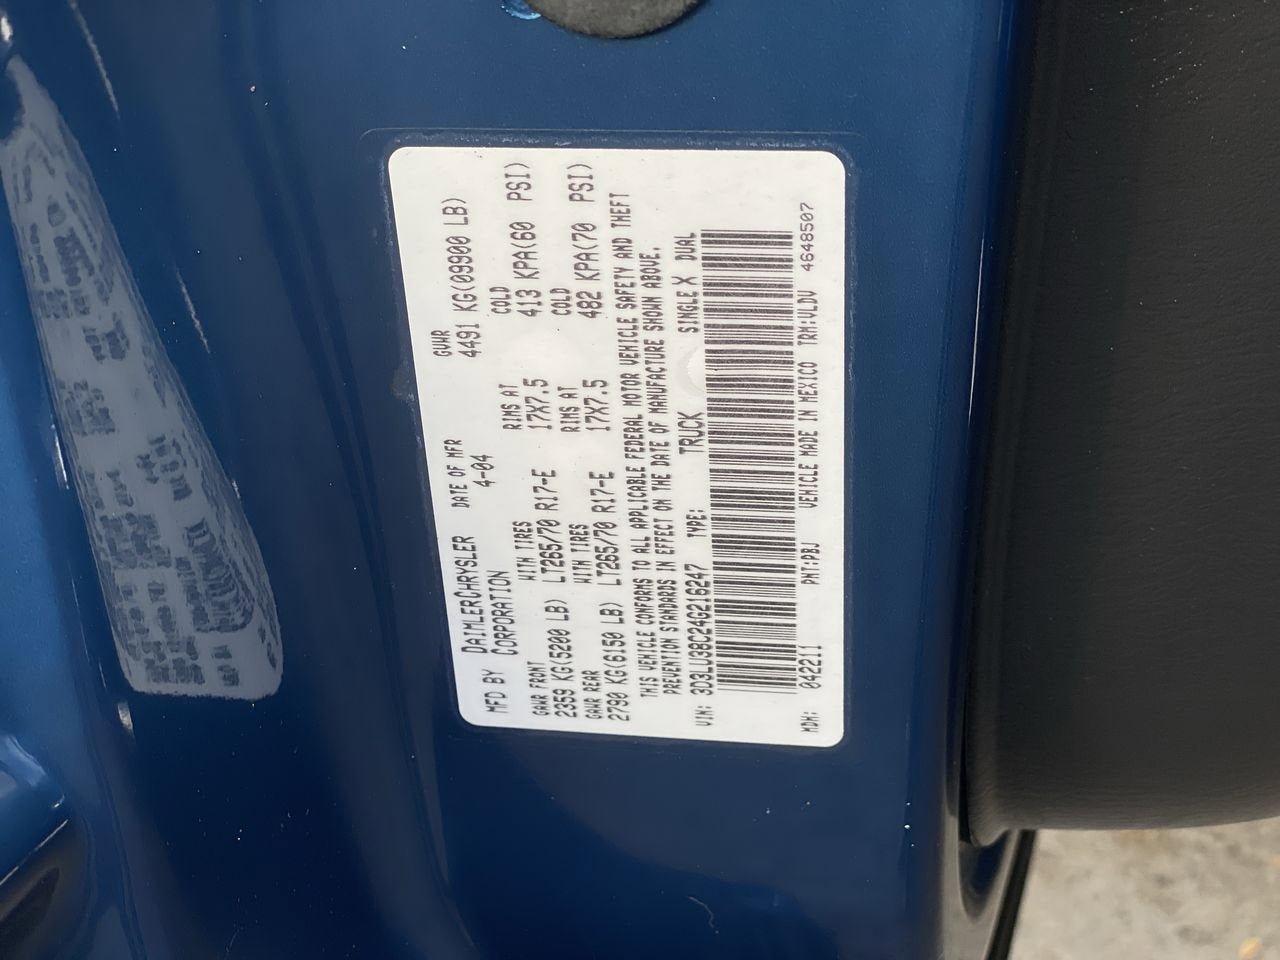 MFD BY DAIMLERCHRYSLER CORPORATION DATE OF MFR 4-04 GVWR 4491 KG(09900 LB)
GAWR FRONT WITH TIRES RIMS AT COLD
2359 KG(5200 LB) LT265/70 R17-E 17X7.5 413 KPA(60 PSI)
GAWR REAR WITH TIRES RIMS AT COLD
2790 KG(6150 LB) LT265/70 R17-E 17X7.5 482 KPA(70 PSI)
THIS VEHICLE CONFORMS TO ALL APPLICABLE FEDERAL MOTOR VEHICLE SAFETY AND THEFT
PREVENTION STANDARDS IN EFFECT ON THE DATE OF MANUFACTURE SHOWN ABOVE.
VIN: 3D3LU38C24G216247 TYPE: TRUCK SINGLE X DUAL
MDH: 042211 PNT:PBJ VEHICLE MADE IN MEXICO TRM:VLDV 4648507